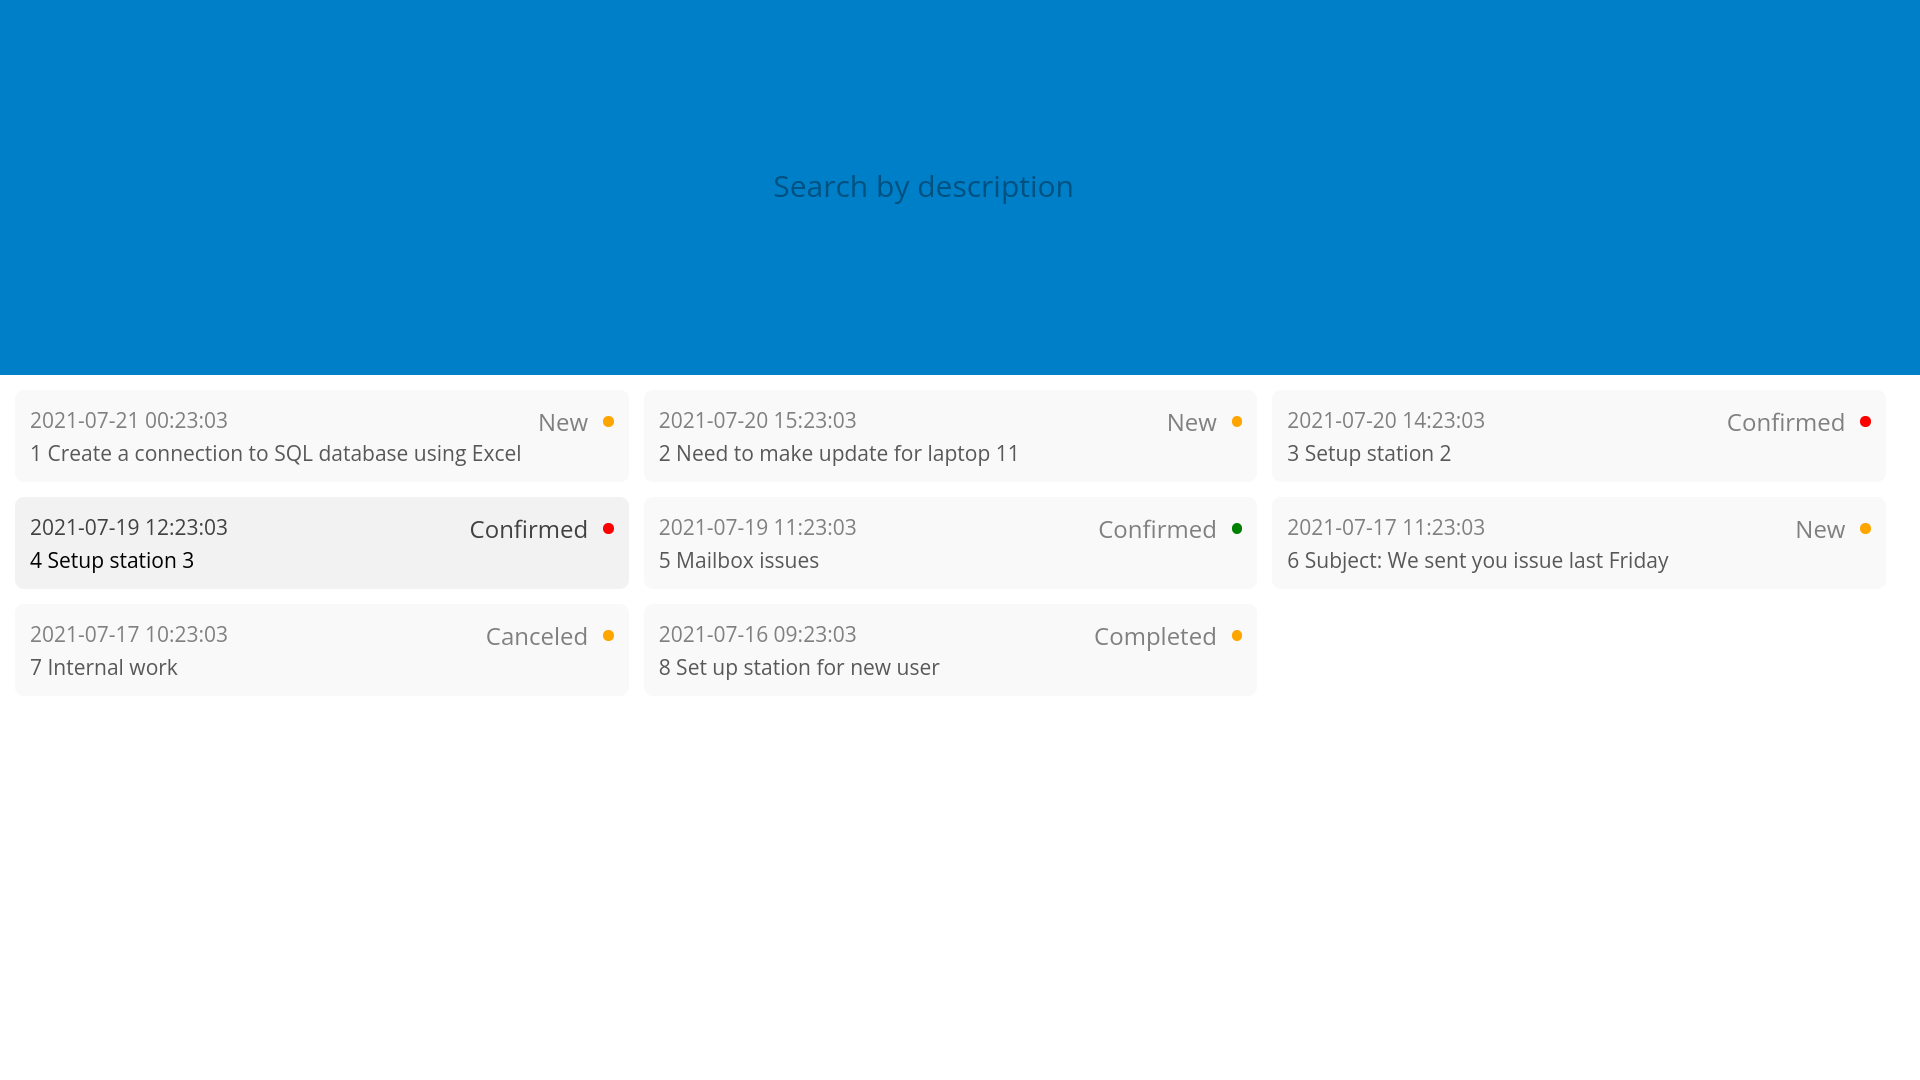 Search by description
2021-07-21 00:23:03 New
1 Create a connection to SQL database using Excel
2021-07-20 15:23:03 New
2 Need to make update for laptop 11
2021-07-20 14:23:03 Confirmed
3 Setup station 2
2021-07-19 12:23:03 Confirmed
4 Setup station 3
2021-07-19 11:23:03 Confirmed
5 Mailbox issues
2021-07-17 11:23:03 New
6 Subject: We sent you issue last Friday
2021-07-17 10:23:03 Canceled
7 Internal work
2021-07-16 09:23:03 Completed
8 Set up station for new user